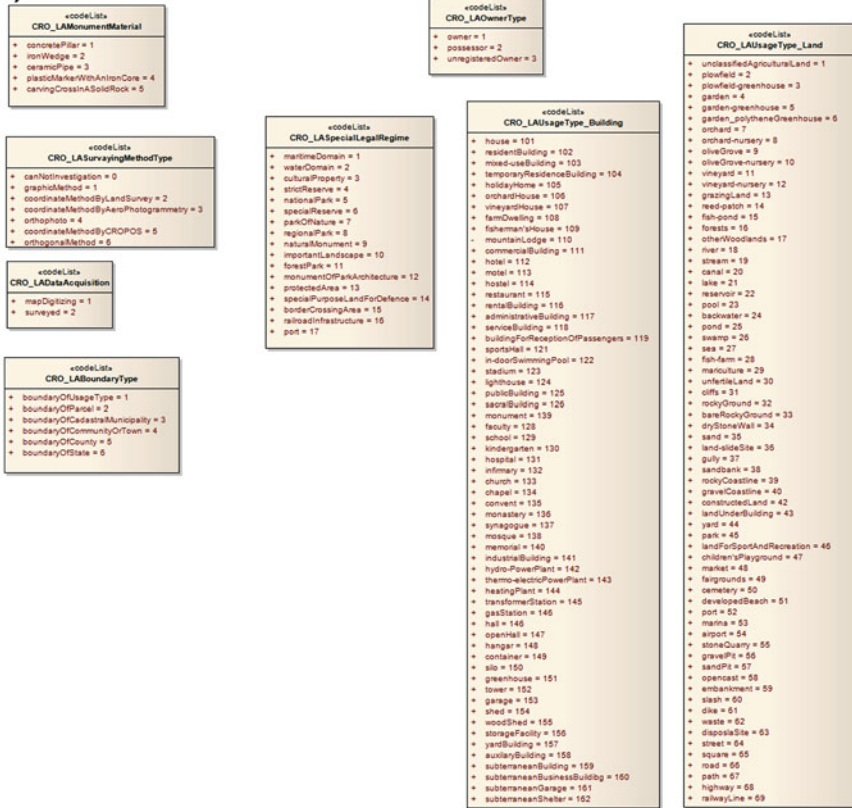 «codeList»
CRO_LAMonumentMaterial
+ concretePillar = 1
+ ironWedge = 2
+ ceramicPipe = 3
+ plasticMarkerWithAnIronCore = 4
+ carvingCrossInASolidRock = 5
«codeList»
CRO_LAOwnerType
+ owner = 1
+ possessor = 2
+ unregisteredOwner = 3
«codeList»
CRO_LASurvayingMethodType
+ canNotInvestigation = 0
+ graphicMethod = 1
+ coordinateMethodByLandSurvey = 2
+ coordinateMethodByAeroPhotogrammetry = 3
+ orthophoto = 4
+ coordinateMethodByCROPOS = 5
+ orthogonalMethod = 6
«codeList»
CRO_LADataAcquisition
+ mapDigitizing = 1
+ surveyed = 2
«codeList»
CRO_LABoundaryType
+ boundaryOfUsageType = 1
+ boundaryOfParcel = 2
+ boundaryOfCadastralMunicipality = 3
+ boundaryOfCommunityOrTown = 4
+ boundaryOfCounty = 5
+ boundaryOfState = 6
«codeList»
CRO_LASpecialLegalRegime
+ maritimeDomain = 1
+ waterDomain = 2
+ culturalProperty = 3
+ strictReserve = 4
+ nationalPark = 5
+ specialReserve = 6
+ parkOfNature = 7
+ regionalPark = 8
+ naturalMonument = 9
+ importantLandscape = 10
+ forestPark = 11
+ monumentOfParkArchitecture = 12
+ protectedArea = 13
+ specialPurposeLandForDefence = 14
+ borderCrossingArea = 15
+ railroadInfrastructure = 16
+ port = 17
«codeList»
CRO_LAUsageType_Building
+ house = 101
+ residentBuilding = 102
+ mixed-useBuilding = 103
+ temporaryResidenceBuilding = 104
+ holidayHome = 105
+ orchardHouse = 106
+ vineyardHouse = 107
+ farmDwelling = 108
+ fisherman'sHouse = 109
- mountainLodge = 110
+ commercialBuilding = 111
+ hotel = 112
+ motel = 113
+ hostel = 114
+ restaurant = 115
+ rentalBuilding = 116
+ administrativeBuilding = 117
+ serviceBuilding = 118
+ buildingForReceptionOfPassengers = 119
+ sportsHall = 121
+ in-doorSwimmingPool = 122
+ stadium = 123
+ lighthouse = 124
+ publicBuilding = 125
+ sacralBuilding = 126
+ monument = 139
+ faculty = 128
+ school = 129
+ kindergarten = 130
+ hospital = 131
+ infirmary = 132
+ church = 133
+ chapel = 134
+ convent = 135
+ monastery = 136
+ synagogue = 137
+ mosque = 138
+ memorial = 140
+ industrialBuilding = 141
+ hydro-PowerPlant = 142
+ thermo-electricPowerPlant = 143
+ heatingPlant = 144
+ transformerStation = 145
+ gasStation = 146
+ hall = 146
+ openHall = 147
+ hangar = 148
+ container = 149
+ silo = 150
+ greenhouse = 151
+ tower = 152
+ garage = 153
+ shed = 154
+ woodShed = 155
+ storageFacility = 156
+ yardBuilding = 157
+ auxilaryBuilding = 158
+ subterraneanBuilding = 159
+ subterraneanBusinessBuildibg = 160
+ subterraneanGarage = 161
+ subterraneanShelter = 162
«codeList»
CRO_LAUsageType_Land
+ unclassifiedAgriculturalLand = 1
+ plowfield = 2
+ plowfield-greenhouse = 3
+ garden = 4
+ garden-greenhouse = 5
+ garden_polytheneGreenhouse = 6
+ orchard = 7
+ orchard-nursery = 8
+ oliveGrove = 9
+ oliveGrove-nursery = 10
+ vineyard = 11
+ vineyard-nursery = 12
+ grazingLand = 13
+ reed-patch = 14
+ fish-pond = 15
+ forests = 16
+ otherWoodlands = 17
+ river = 18
+ stream = 19
+ canal = 20
+ lake = 21
+ reservoir = 22
+ pool = 23
+ backwater = 24
+ pond = 25
+ swamp = 26
+ sea = 27
+ fish-farm = 28
+ mariculture = 29
+ unfertileLand = 30
+ cliffs = 31
+ rockyGround = 32
+ bareRockyGround = 33
+ dryStoneWall = 34
+ sand = 35
+ land-slideSite = 36
+ gully = 37
+ sandbank = 38
+ rockyCoastline = 39
+ gravelCoastline = 40
+ constructedLand = 42
+ landUnderBuilding = 43
+ yard = 44
+ park = 45
+ landForSportAndRecreation = 46
+ children'sPlayground = 47
+ market = 48
+ fairgrounds = 49
+ cemetery = 50
+ developedBeach = 51
+ port = 52
+ marina = 53
+ airport = 54
+ stoneQuarry = 55
+ gravelPit = 56
+ sandPit = 57
+ opencast = 58
+ embankment = 59
+ slash = 60
+ dike = 61
+ waste = 62
+ disposlaSite = 63
+ street = 64
+ square = 65
+ road = 66
+ path = 67
+ highway = 68
+ railwayLine = 69